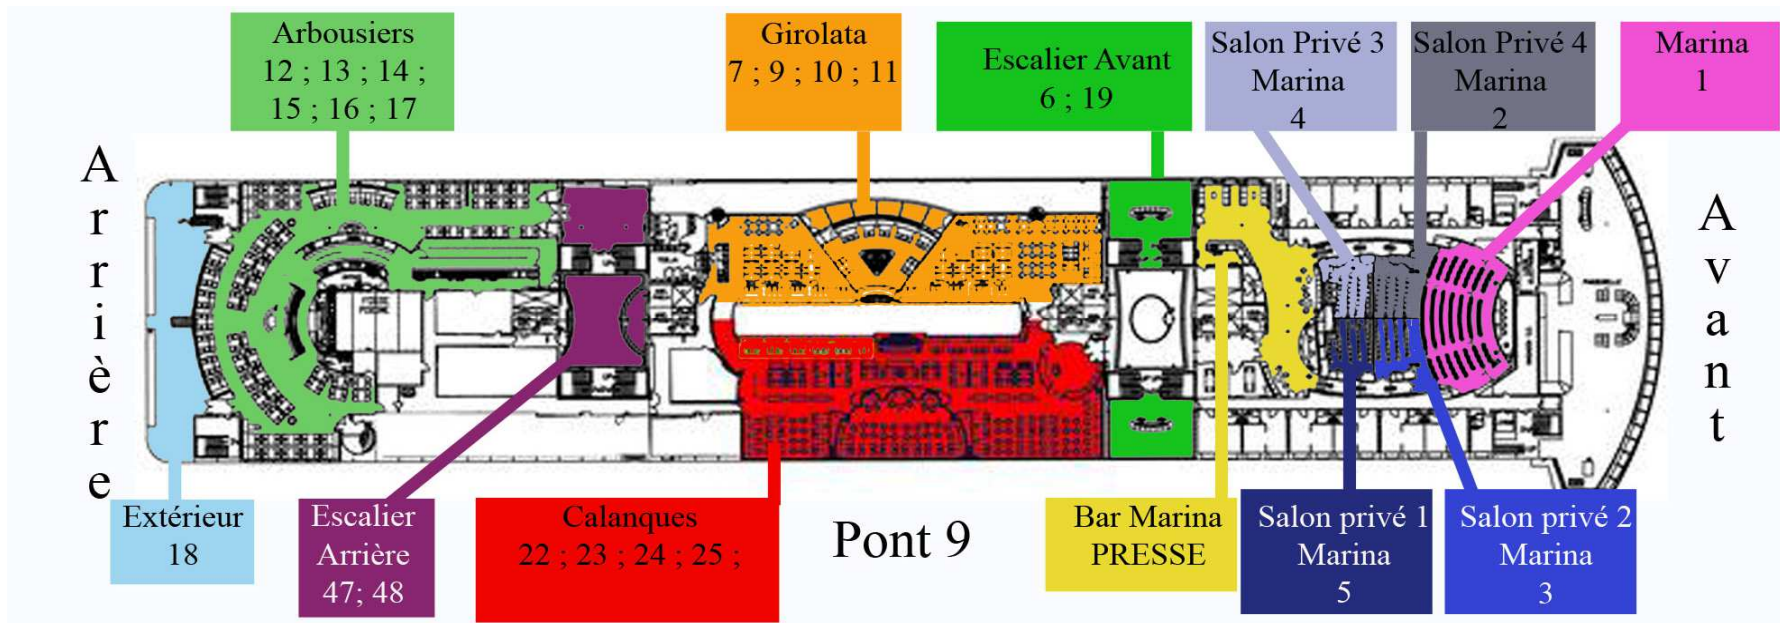 Arbousiers
12 ; 13 ; 14 ;
15 ; 16 ; 17
Girolata
7 ; 9 ; 10 ; 11
Escalier Avant
6 ; 19
Salon Privé 3
Marina
4
Salon Privé 4
Marina
2
Marina
1
Arrière
Avant
Extérieur
18
Escalier
Arrière
47; 48
Calanques
22 ; 23 ; 24 ; 25 ;
Pont 9
Bar Marina
PRESSE
Salon privé 1
Marina
5
Salon privé 2
Marina
3